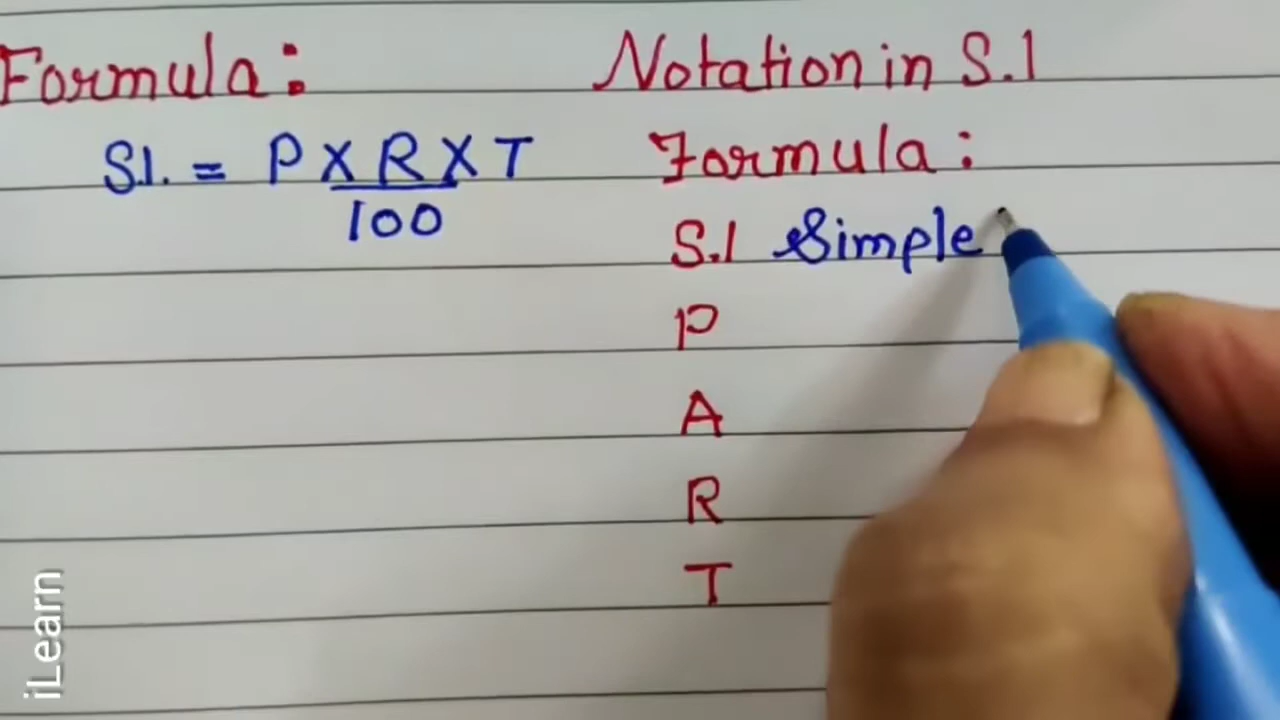 Formula:
S.I. = P X R X T
100
Notation in S.I
Formula:
S.I Simple
P
A
R
T
iLearn